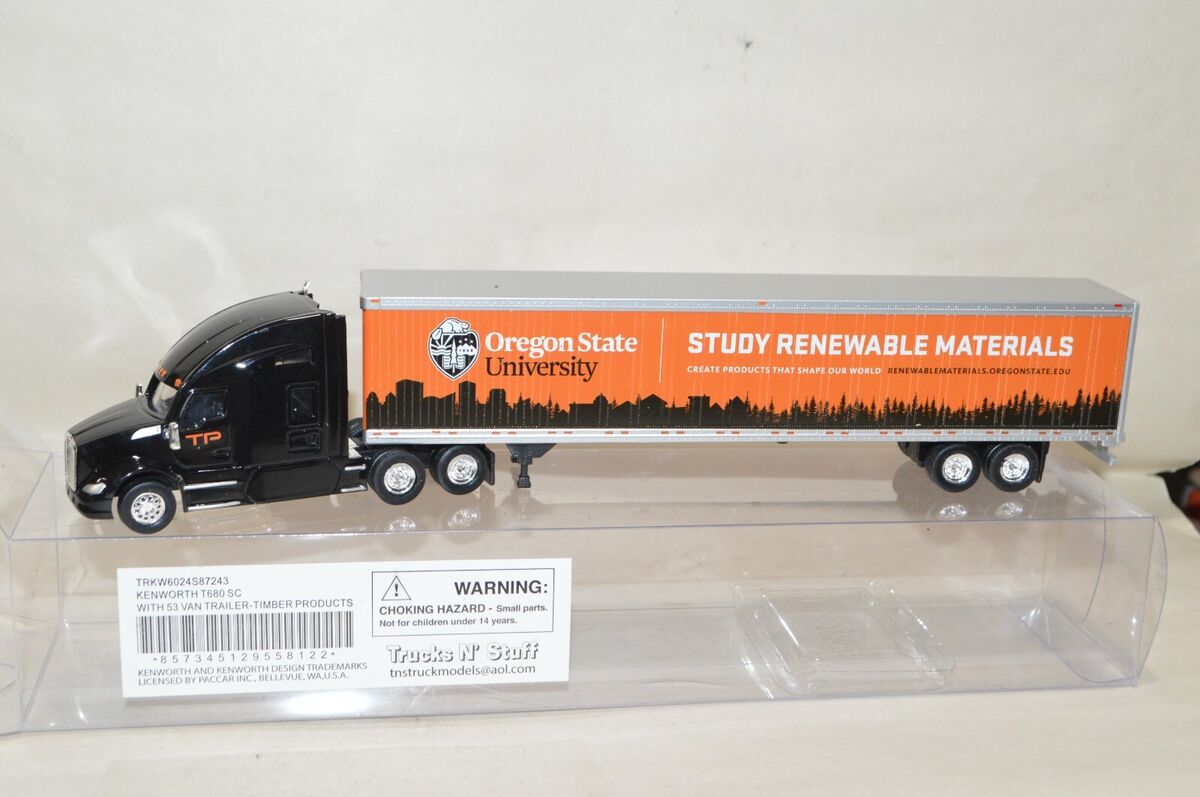 Oregon State
University
STUDY RENEWABLE MATERIALS
CREATE PRODUCTS THAT SHAPE OUR WORLD RENEWABLEMATERIALS.OREGONSTATE.EDU
TP
TRKW6024S87243
KENWORTH T680 SC
WITH 53 VAN TRAILER-TIMBER PRODUCTS
*857345129558122*
KENWORTH AND KENWORTH DESIGN TRADEMARKS
LICENSED BY PACCAR INC., BELLEVUE, WA,U.S.A.
WARNING:
CHOKING HAZARD - Small parts.
Not for children under 14 years.
Trucks N' Stuff
tnstruckmodels@aol.com